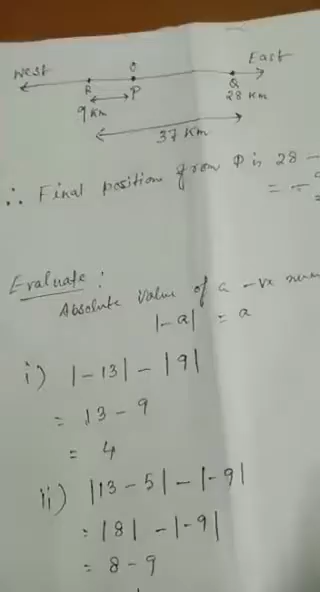 West O East
R P Q
9 Km 28 Km
37 Km
∴ Final position from P is 28 -
= -
Evaluate:
Absolute Value of a -ve
|-a| = a
i) |-13| - |9|
= 13 - 9
= 4
ii) |13 - 5| - |-9|
= |8| - |-9|
= 8 - 9